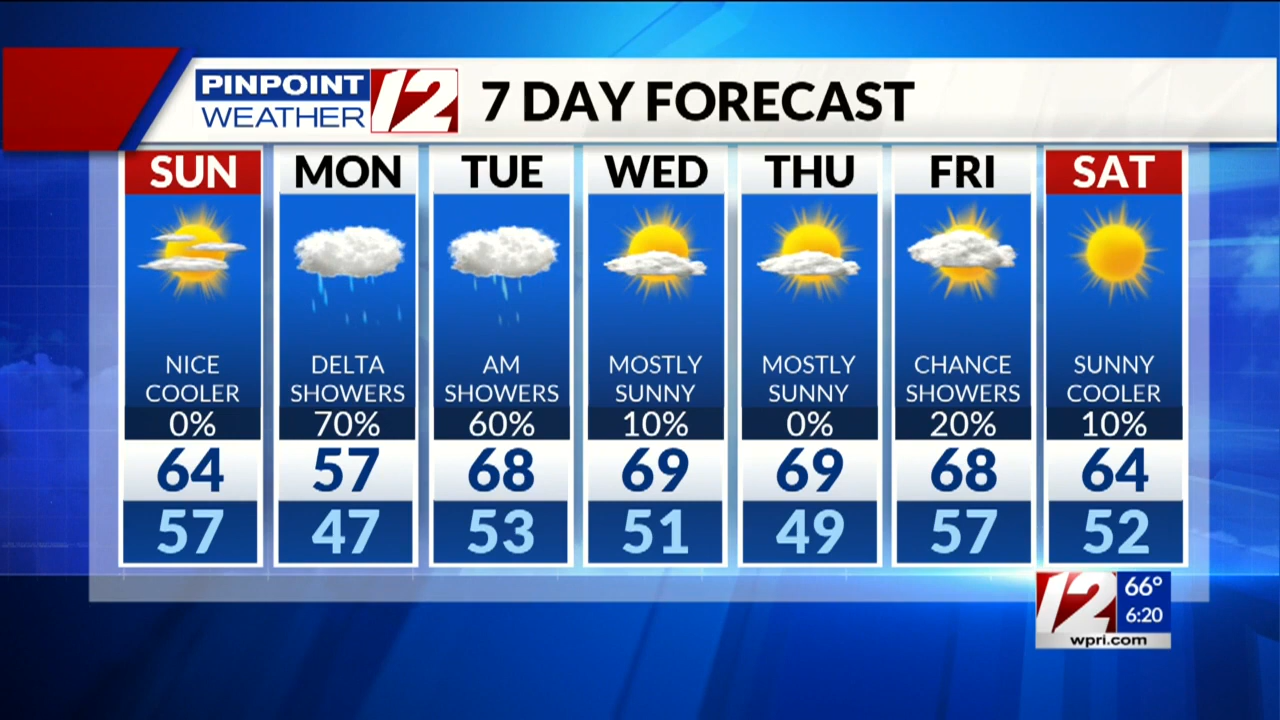 PINPOINT
WEATHER 12
7 DAY FORECAST
SUN MON TUE WED THU FRI SAT
NICE DELTA AM MOSTLY MOSTLY CHANCE SUNNY
COOLER SHOWERS SHOWERS SUNNY SUNNY SHOWERS COOLER
0% 70% 60% 10% 0% 20% 10%
64 57 68 69 69 68 64
57 47 53 51 49 57 52
12 66°
6:20
wpri.com